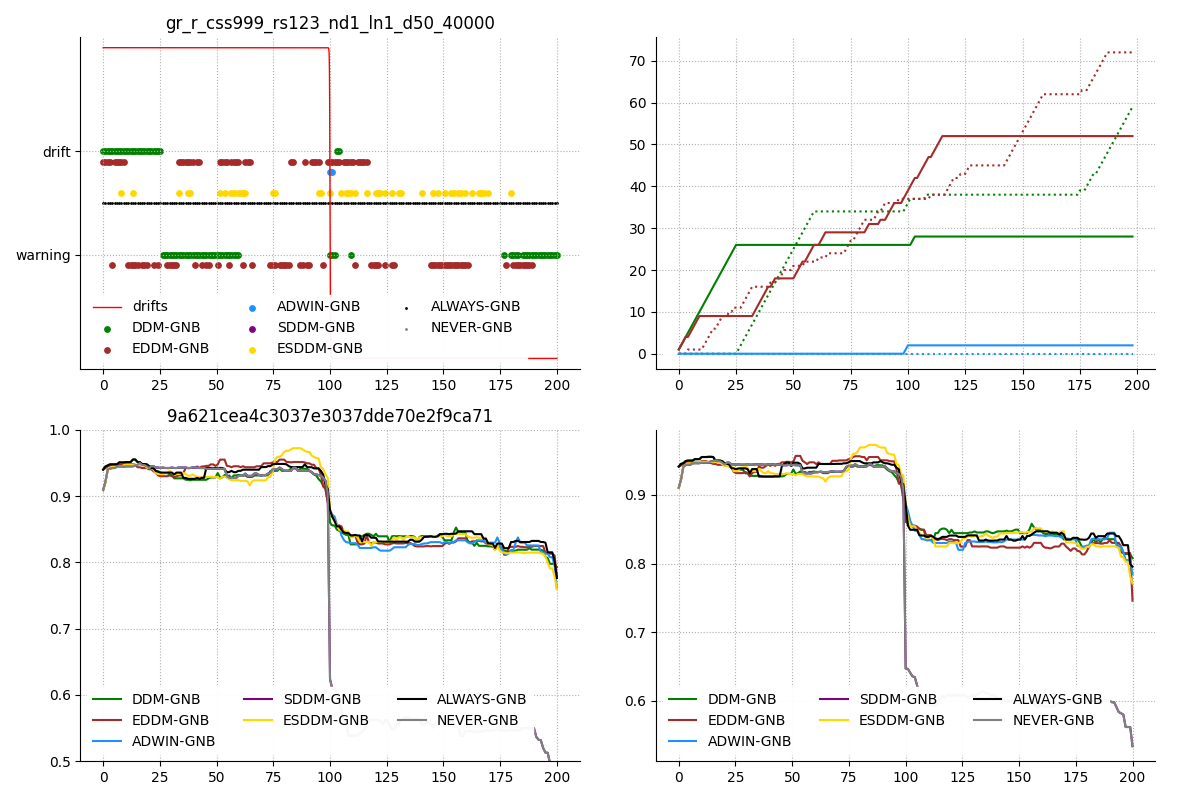 gr_r_css999_rs123_nd1_ln1_d50_40000
drift
warning
drifts
DDM-GNB
EDDM-GNB
ADWIN-GNB
SDDM-GNB
ESDDM-GNB
ALWAYS-GNB
NEVER-GNB
0 25 50 75 100 125 150 175 200
70
60
50
40
30
20
10
0
0 25 50 75 100 125 150 175 200
9a621cea4c3037e3037dde70e2f9ca71
1.0
0.9
0.8
0.7
0.6
0.5
DDM-GNB
EDDM-GNB
ADWIN-GNB
SDDM-GNB
ESDDM-GNB
ALWAYS-GNB
NEVER-GNB
0 25 50 75 100 125 150 175 200
0.9
0.8
0.7
0.6
DDM-GNB
EDDM-GNB
ADWIN-GNB
SDDM-GNB
ESDDM-GNB
ALWAYS-GNB
NEVER-GNB
0 25 50 75 100 125 150 175 200